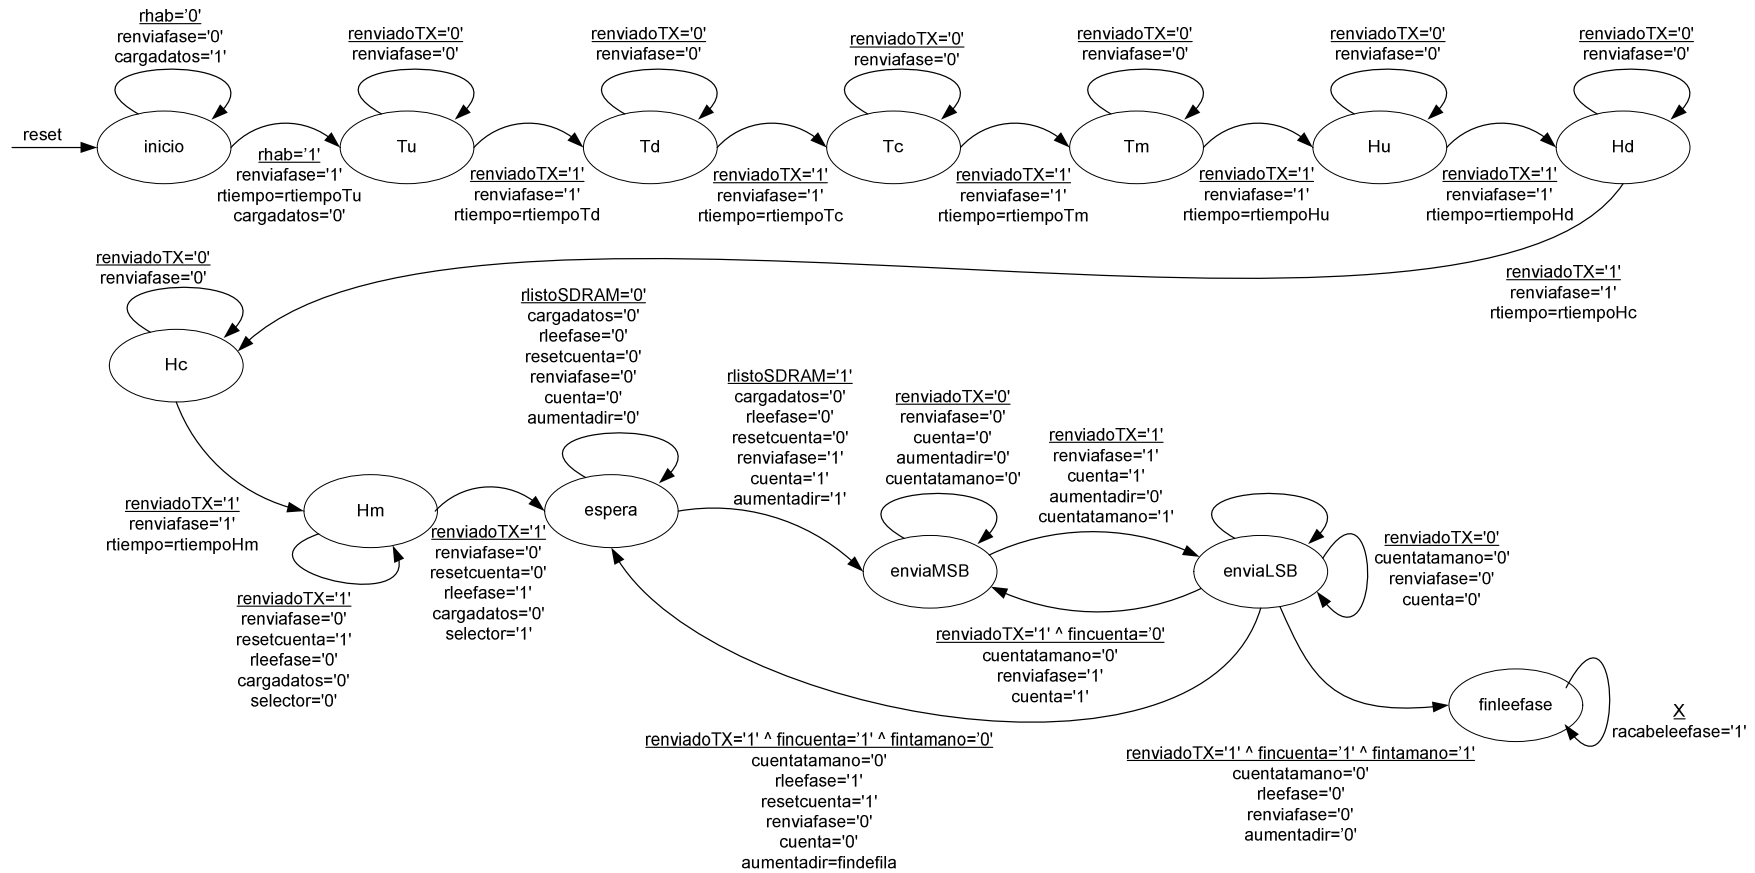 rhab=’0'
renviafase='0'
cargadatos='1'
renviadoTX='0'
renviafase='0'
renviadoTX='0'
renviafase='0'
renviadoTX='0'
renviafase='0'
renviadoTX='0'
renviafase='0'
renviadoTX='0'
renviafase='0'
renviadoTX='0'
renviafase='0'
reset
inicio
Tu
Td
Tc
Tm
Hu
Hd
rhab=’1'
renviafase='1'
rtiempo=rtiempoTu
cargadatos='0'
renviadoTX='1'
renviafase='1'
rtiempo=rtiempoTd
renviadoTX='1'
renviafase='1'
rtiempo=rtiempoTc
renviadoTX='1'
renviafase='1'
rtiempo=rtiempoTm
renviadoTX='1'
renviafase='1'
rtiempo=rtiempoHu
renviadoTX='1'
renviafase='1'
rtiempo=rtiempoHd
renviadoTX='1'
renviafase='1'
rtiempo=rtiempoHc
renviadoTX='0'
renviafase='0'
Hc
renviadoTX='1'
renviafase='1'
rtiempo=rtiempoHm
Hm
renviadoTX='1'
renviafase='0'
resetcuenta='1'
rleefase='0'
cargadatos='0'
selector='0'
renviadoTX='1'
renviafase='0'
resetcuenta='0'
rleefase='1'
cargadatos='0'
selector='1'
rlistoSDRAM='0'
cargadatos='0'
rleefase='0'
resetcuenta='0'
renviafase='0'
cuenta='0'
aumentadir='0'
espera
rlistoSDRAM='1'
cargadatos='0'
rleefase='0'
resetcuenta='0'
renviafase='1'
cuenta='1'
aumentadir='1'
renviadoTX='0'
renviafase='0'
cuenta='0'
aumentadir='0'
cuentatamano='0'
enviaMSB
renviadoTX='1'
renviafase='1'
cuenta='1'
aumentadir='0'
cuentatamano='1'
enviaLSB
renviadoTX='0'
cuentatamano='0'
renviafase='0'
cuenta='0'
renviadoTX='1' ^ fincuenta=’0'
cuentatamano='0'
renviafase='1'
cuenta='1'
finleefase
X
racabeleefase='1'
renviadoTX='1' ^ fincuenta=’1' ^ fintamano=’0'
cuentatamano='0'
rleefase='1'
resetcuenta='1'
renviafase='0'
cuenta='0'
aumentadir=findefila
renviadoTX='1' ^ fincuenta=’1' ^ fintamano=’1'
cuentatamano='0'
rleefase='0'
renviafase='0'
aumentadir=’0'